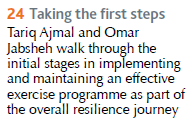 24 Taking the first steps
Tariq Ajmal and Omar
Jabsheh walk through the
initial stages in implementing
and maintaining an effective
exercise programme as part of
the overall resilience journey